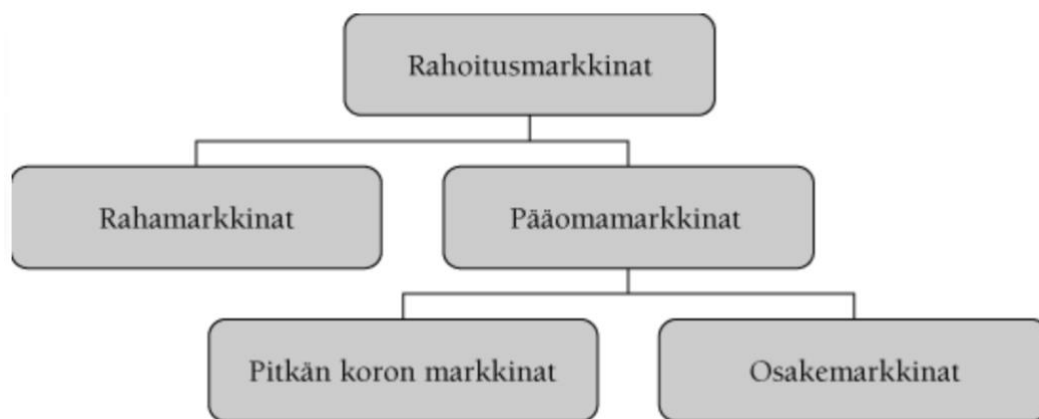 Rahoitusmarkkinat
Rahamarkkinat
Pääomamarkkinat
Pitkän koron markkinat
Osakemarkkinat